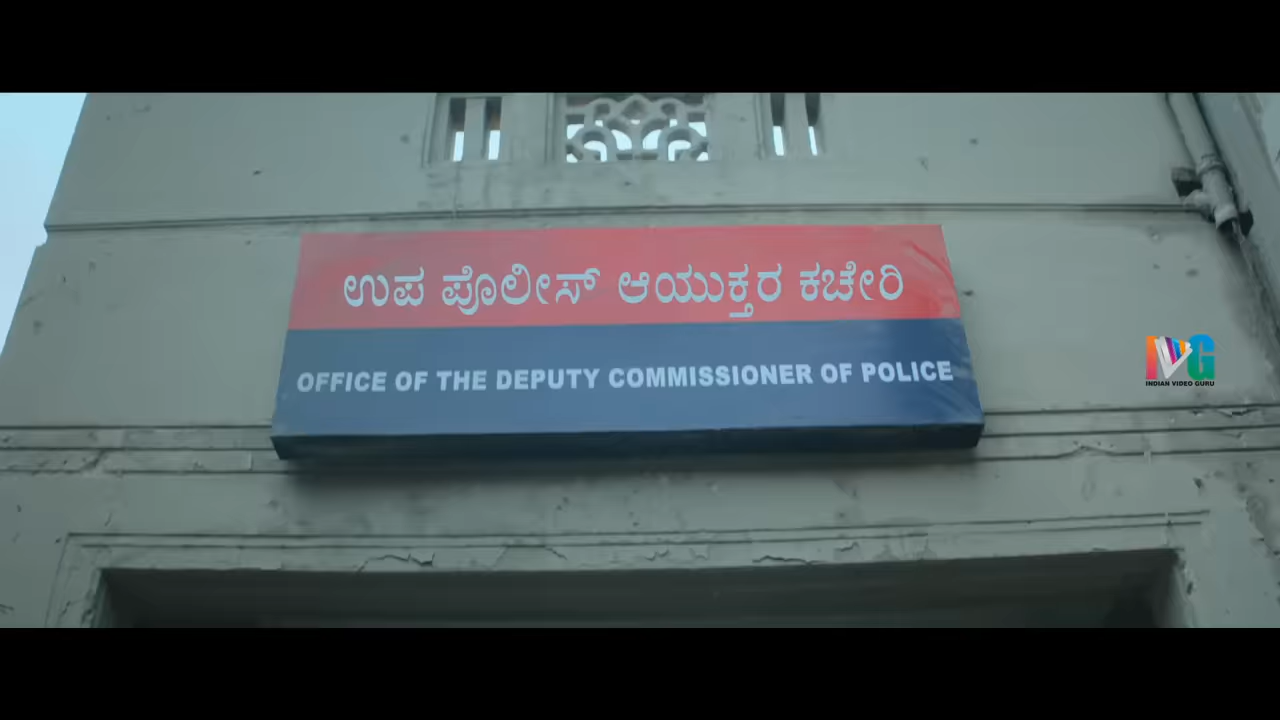 ಉಪ ಪೊಲೀಸ್ ಆಯುಕ್ತರ ಕಚೇರಿ
OFFICE OF THE DEPUTY COMMISSIONER OF POLICE
IVG
INDIAN VIDEO GURU